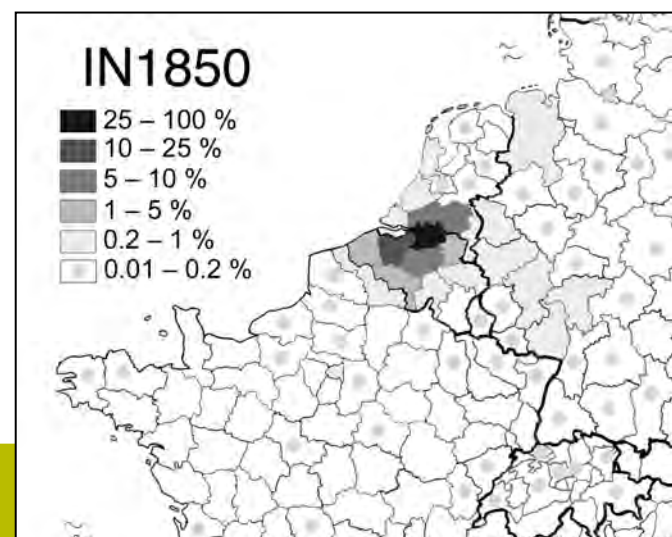 IN1850
25 – 100 %
10 – 25 %
5 – 10 %
1 – 5 %
0.2 – 1 %
0.01 – 0.2 %